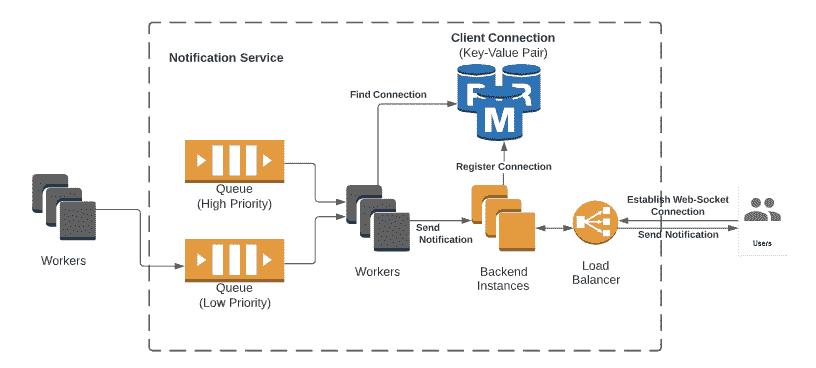 Client Connection
(Key-Value Pair)
Notification Service
R
R
M
Find Connection
Register Connection
Queue
(High Priority)
Establish Web-Socket
Connection
Send
Notification
Send Notification
Users
Workers
Queue
(Low Priority)
Workers
Backend
Instances
Load
Balancer